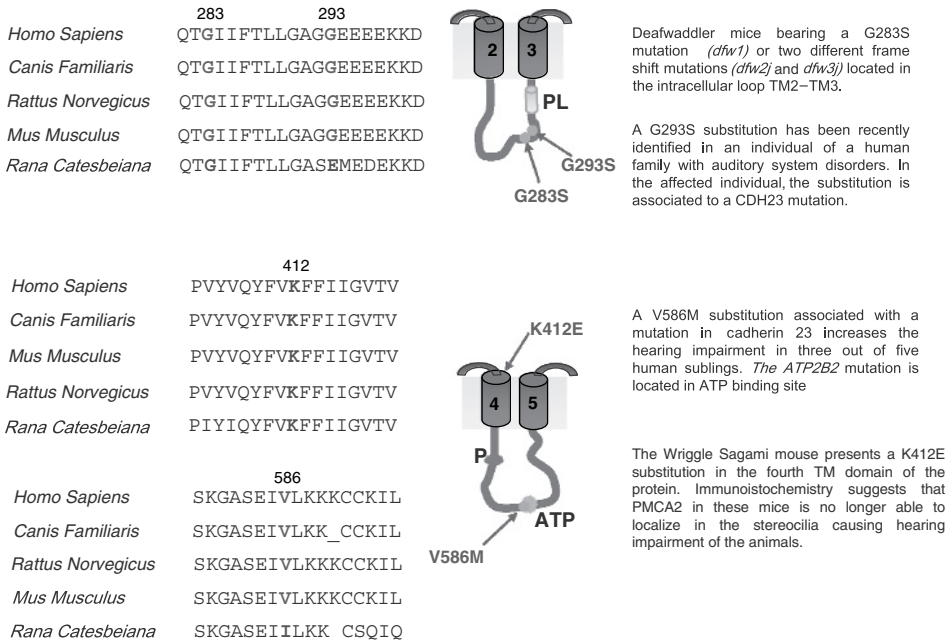 283 293
Homo Sapiens QTGIIFTLLGAGGEEEEKKD
Canis Familiaris QTGIIFTLLGAGGEEEEKKD
Rattus Norvegicus QTGIIFTLLGAGGEEEEKKD
Mus Musculus QTGIIFTLLGAGGEEEEKKD
Rana Catesbeiana QTGIIFTLLGASEMEDEKKD
2 3
PL
G293S
G283S
Deafwaddler mice bearing a G283S
mutation (dfw1) or two different frame
shift mutations (dfw2j and dfw3j) located in
the intracellular loop TM2–TM3.
A G293S substitution has been recently
identified in an individual of a human
family with auditory system disorders. In
the affected individual, the substitution is
associated to a CDH23 mutation.
412
Homo Sapiens PVYVQYFVKFFIIGVTV
Canis Familiaris PVYVQYFVKFFIIGVTV
Mus Musculus PVYVQYFVKFFIIGVTV
Rattus Norvegicus PVYVQYFVKFFIIGVTV
Rana Catesbeiana PIYIQYFVKFFIIGVTV
586
Homo Sapiens SKGASEIVLKKKCCKIL
Canis Familiaris SKGASEIVLKK_CCKIL
Rattus Norvegicus SKGASEIVLKKKCCKIL
Mus Musculus SKGASEIVLKKKCCKIL
Rana Catesbeiana SKGASEIILKK CSQIQ
K412E
4 5
P
ATP
V586M
A V586M substitution associated with a
mutation in cadherin 23 increases the
hearing impairment in three out of five
human sublings. The ATP2B2 mutation is
located in ATP binding site
The Wriggle Sagami mouse presents a K412E
substitution in the fourth TM domain of the
protein. Immunoistochemistry suggests that
PMCA2 in these mice is no longer able to
localize in the stereocilia causing hearing
impairment of the animals.